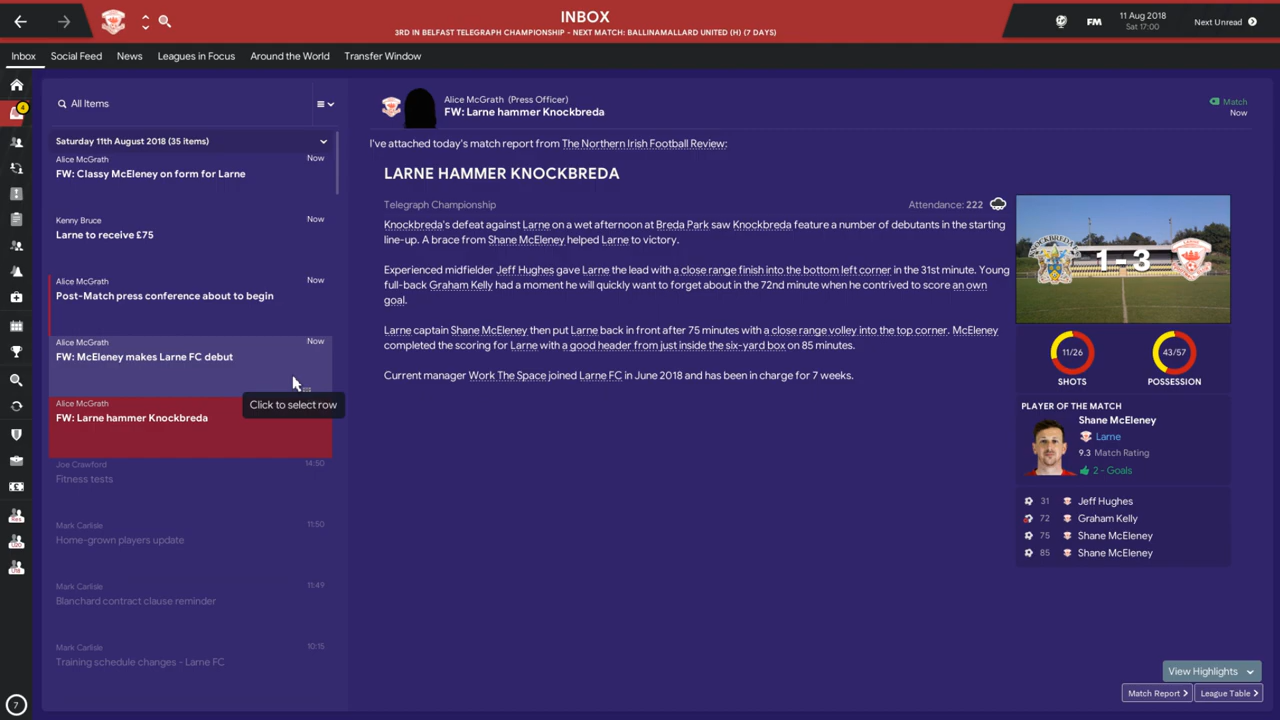 INBOX
3RD IN BELFAST TELEGRAPH CHAMPIONSHIP - NEXT MATCH: BALLINAMALLARD UNITED (H) (7 DAYS)
FM
11 Aug 2018
Sat 17:00
Next Unread
Inbox
Social Feed
News
Leagues in Focus
Around the World
Transfer Window
4
All Items
Saturday 11th August 2018 (35 items)
Alice McGrath
Now
FW: Classy McEleney on form for Larne
Kenny Bruce
Now
Larne to receive £75
Alice McGrath
Now
Post-Match press conference about to begin
Alice McGrath
Now
FW: McEleney makes Larne FC debut
Click to select row
Alice McGrath
FW: Larne hammer Knockbreda
Joe Crawford
14:50
Fitness tests
Mark Carlisle
11:50
Home-grown players update
Mark Carlisle
11:49
Blanchard contract clause reminder
Mark Carlisle
10:15
Training schedule changes - Larne FC
7
Alice McGrath (Press Officer)
FW: Larne hammer Knockbreda
Match
Now
I've attached today's match report from The Northern Irish Football Review:
LARNE HAMMER KNOCKBREDA
Telegraph Championship
Attendance: 222
Knockbreda's defeat against Larne on a wet afternoon at Breda Park saw Knockbreda feature a number of debutants in the starting
line-up. A brace from Shane McEleney helped Larne to victory.
Experienced midfielder Jeff Hughes gave Larne the lead with a close range finish into the bottom left corner in the 31st minute. Young
full-back Graham Kelly had a moment he will quickly want to forget about in the 72nd minute when he contrived to score an own
goal.
Larne captain Shane McEleney then put Larne back in front after 75 minutes with a close range volley into the top corner. McEleney
completed the scoring for Larne with a good header from just inside the six-yard box on 85 minutes.
Current manager Work The Space joined Larne FC in June 2018 and has been in charge for 7 weeks.
1 - 3
11/26
SHOTS
43/57
POSSESSION
PLAYER OF THE MATCH
Shane McEleney
Larne
9.3 Match Rating
2 - Goals
31 Jeff Hughes
72 Graham Kelly
75 Shane McEleney
85 Shane McEleney
View Highlights
Match Report
League Table